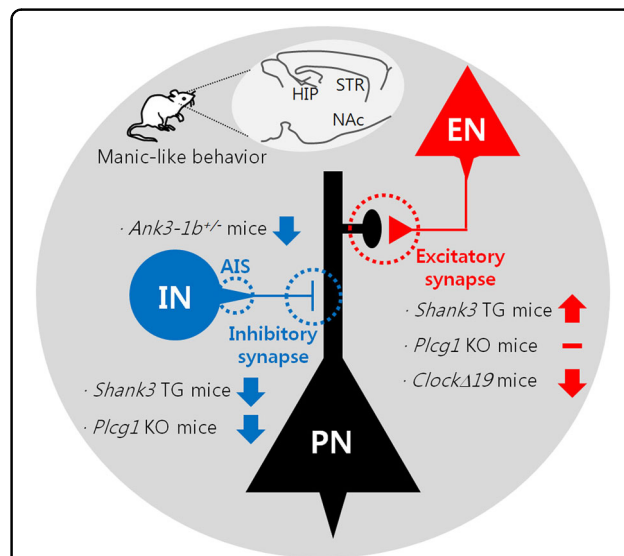 HIP
STR
NAc
Manic-like behavior
EN
· Ank3-1b+/- mice
AIS
IN
Inhibitory
synapse
Excitatory
synapse
· Shank3 TG mice
· Plcg1 KO mice
· ClockΔ19 mice
· Shank3 TG mice
· Plcg1 KO mice
PN